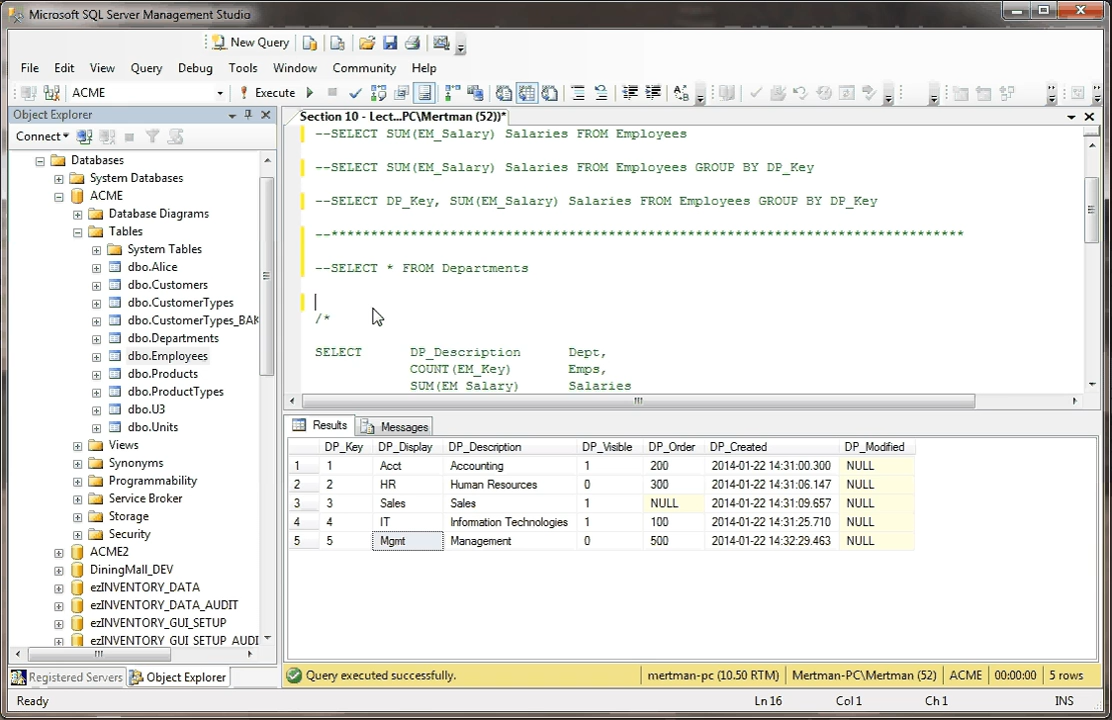 Microsoft SQL Server Management Studio
New Query
File Edit View Query Debug Tools Window Community Help
ACME Execute
Object Explorer
Section 10 - Lect...PC\Mertman (52))*
Connect
Databases
System Databases
ACME
Database Diagrams
Tables
System Tables
dbo.Alice
dbo.Customers
dbo.CustomerTypes
dbo.CustomerTypes_BAK
dbo.Departments
dbo.Employees
dbo.Products
dbo.ProductTypes
dbo.U3
dbo.Units
Views
Synonyms
Programmability
Service Broker
Storage
Security
ACME2
DiningMall_DEV
ezINVENTORY_DATA
ezINVENTORY_DATA_AUDIT
ezINVENTORY_GUI_SETUP
ezINVENTORY_GUI_SETUP_AUDI
Registered Servers Object Explorer
--SELECT SUM(EM_Salary) Salaries FROM Employees
--SELECT SUM(EM_Salary) Salaries FROM Employees GROUP BY DP_Key
--SELECT DP_Key, SUM(EM_Salary) Salaries FROM Employees GROUP BY DP_Key
--********************************************************************************
--SELECT * FROM Departments
/*
SELECT DP_Description Dept,
COUNT(EM_Key) Emps,
SUM(EM_Salary) Salaries
Results Messages
DP_Key DP_Display DP_Description DP_Visible DP_Order DP_Created DP_Modified
1 1 Acct Accounting 1 200 2014-01-22 14:31:00.300 NULL
2 2 HR Human Resources 0 300 2014-01-22 14:31:06.147 NULL
3 3 Sales Sales 1 NULL 2014-01-22 14:31:09.657 NULL
4 4 IT Information Technologies 1 100 2014-01-22 14:31:25.710 NULL
5 5 Mgmt Management 0 500 2014-01-22 14:32:29.463 NULL
Query executed successfully. mertman-pc (10.50 RTM) Mertman-PC\Mertman (52) ACME 00:00:00 5 rows
Ready Ln 16 Col 1 Ch 1 INS